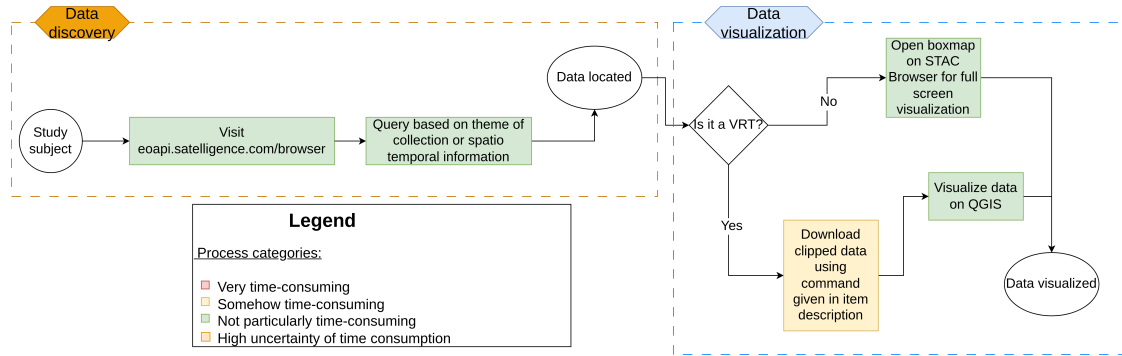 Data
discovery
Study
subject
Visit
eoapi.satelligence.com/browser
Query based on theme of
collection or spatio
temporal information
Data located
Data
visualization
Is it a VRT?
No
Open boxmap
on STAC
Browser for full
screen
visualization
Yes
Download
clipped data
using
command
given in item
description
Visualize data
on QGIS
Data visualized
Legend
Process categories:
Very time-consuming
Somehow time-consuming
Not particularly time-consuming
High uncertainty of time consumption